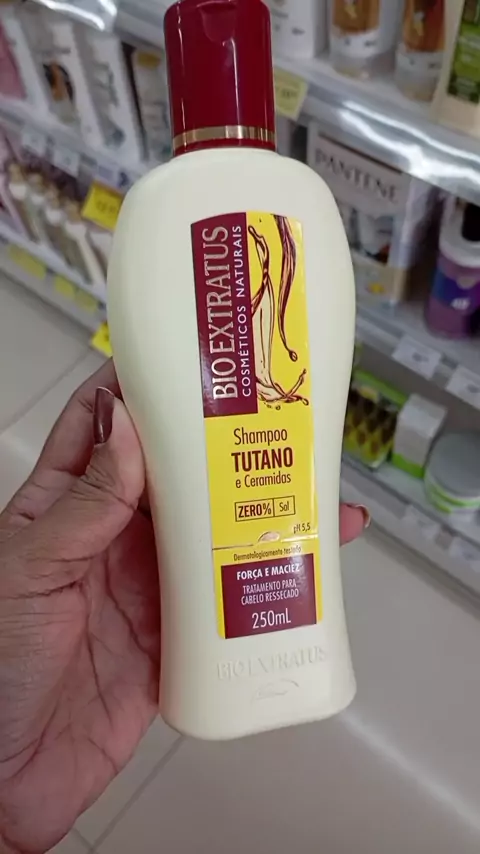 BIO EXTRATUS
COSMÉTICOS NATURAIS
Shampoo
TUTANO
e Ceramidas
ZERO% Sal
pH 5,5
Dermatologicamente testado
FORÇA E MACIEZ
TRATAMENTO PARA
CABELO RESSECADO
250mL
BIO EXTRATUS
PANTENE